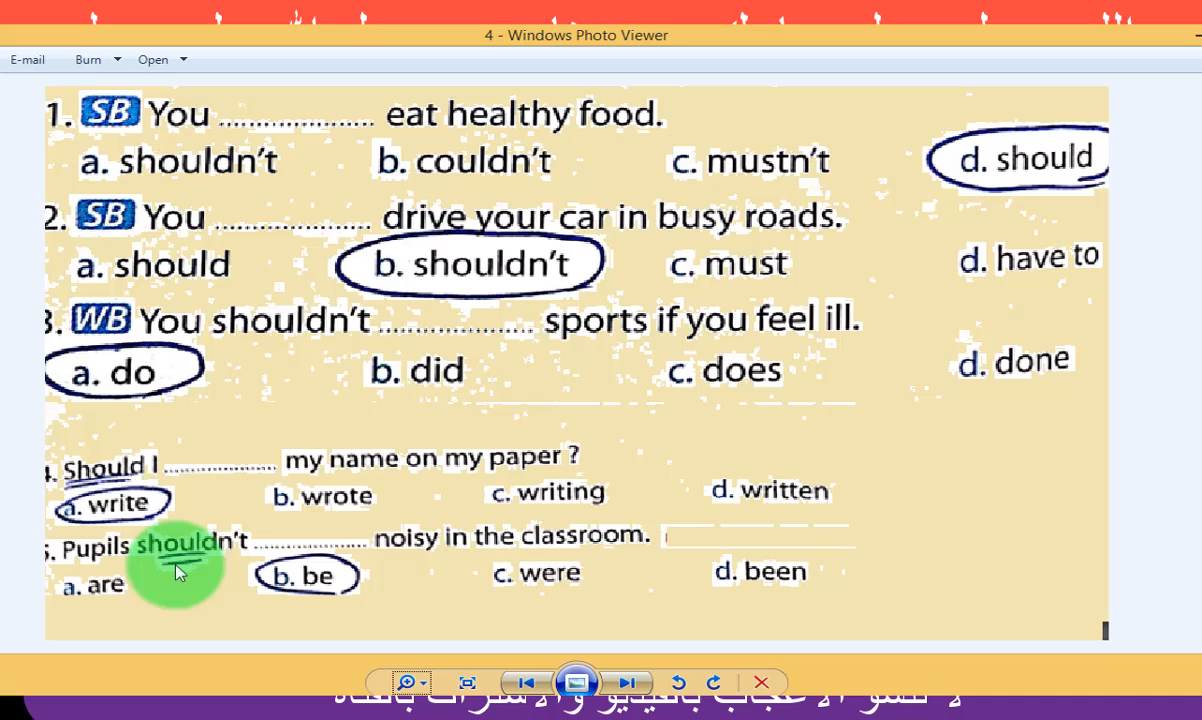 4 - Windows Photo Viewer
E-mail Burn Open
1. SB You .................. eat healthy food.
a. shouldn't b. couldn't c. mustn't d. should
2. SB You .................. drive your car in busy roads.
a. should b. shouldn't c. must d. have to
3. WB You shouldn't .................. sports if you feel ill.
a. do b. did c. does d. done
4. Should I .................. my name on my paper ?
a. write b. wrote c. writing d. written
5. Pupils shouldn't .................. noisy in the classroom.
a. are b. be c. were d. been